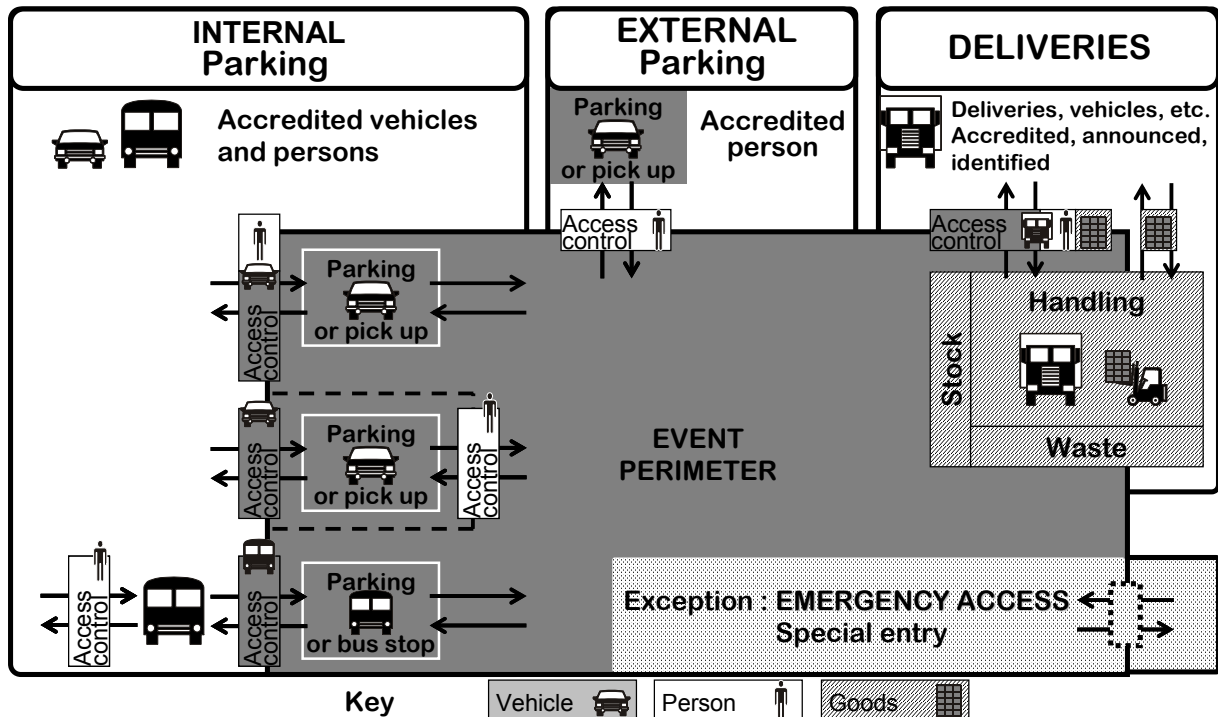 INTERNAL
Parking
EXTERNAL
Parking
DELIVERIES
Accredited vehicles
and persons
Parking
or pick up
Accredited
person
Deliveries, vehicles, etc.
Accredited, announced,
identified
Access
control
Access
control
Access
control
Parking
or pick up
Handling
Stock
Waste
Access
control
Parking
or pick up
Access
control
EVENT
PERIMETER
Access
control
Access
control
Parking
or bus stop
Exception : EMERGENCY ACCESS
Special entry
Key
Vehicle
Person
Goods